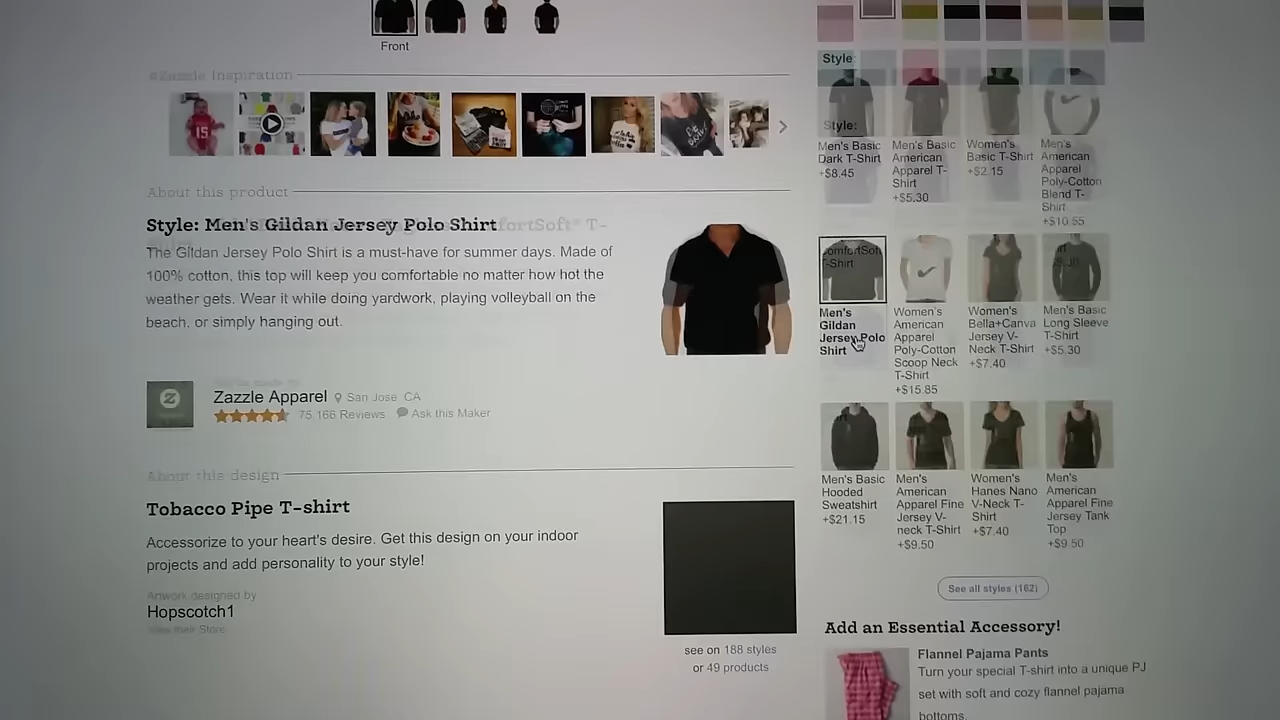 Front
#Zazzle Inspiration
15
About this product
Style: Men's Gildan Jersey Polo Shirt
The Gildan Jersey Polo Shirt is a must-have for summer days. Made of
100% cotton, this top will keep you comfortable no matter how hot the
weather gets. Wear it while doing yardwork, playing volleyball on the
beach, or simply hanging out.
Zazzle Apparel San Jose, CA
75,166 Reviews Ask this Maker
About this design
Tobacco Pipe T-shirt
Accessorize to your heart's desire. Get this design on your indoor
projects and add personality to your style!
Artwork designed by
Hopscotch1
View their Store
see on 188 styles
or 49 products
Style:
Style:
Men's Basic
Dark T-Shirt
+$8.45
Men's Basic
American
Apparel T-
Shirt
+$5.30
Women's
Basic T-Shirt
+$2.15
Men's
American
Apparel
Poly-Cotton
Blend T-
Shirt
+$10.55
ComfortSoft
T-Shirt
Men's
Gildan
Jersey Polo
Shirt
Women's
American
Apparel
Poly-Cotton
Scoop Neck
T-Shirt
+$15.85
Women's
Bella+Canva
Jersey V-
Neck T-Shirt
+$7.40
Men's Basic
Long Sleeve
T-Shirt
+$5.30
Men's Basic
Hooded
Sweatshirt
+$21.15
Men's
American
Apparel Fine
Jersey V-
neck T-Shirt
+$9.50
Women's
Hanes Nano
V-Neck T-
Shirt
+$7.40
Men's
American
Apparel Fine
Jersey Tank
Top
+$9.50
See all styles (162)
Add an Essential Accessory!
Flannel Pajama Pants
Turn your special T-shirt into a unique PJ
set with soft and cozy flannel pajama
bottoms.